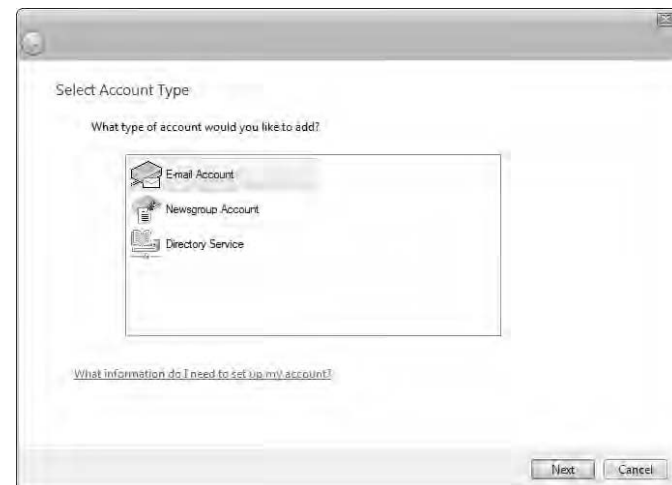 Select Account Type
What type of account would you like to add?
E-mail Account
Newsgroup Account
Directory Service
What information do I need to set up my account?
Next
Cancel